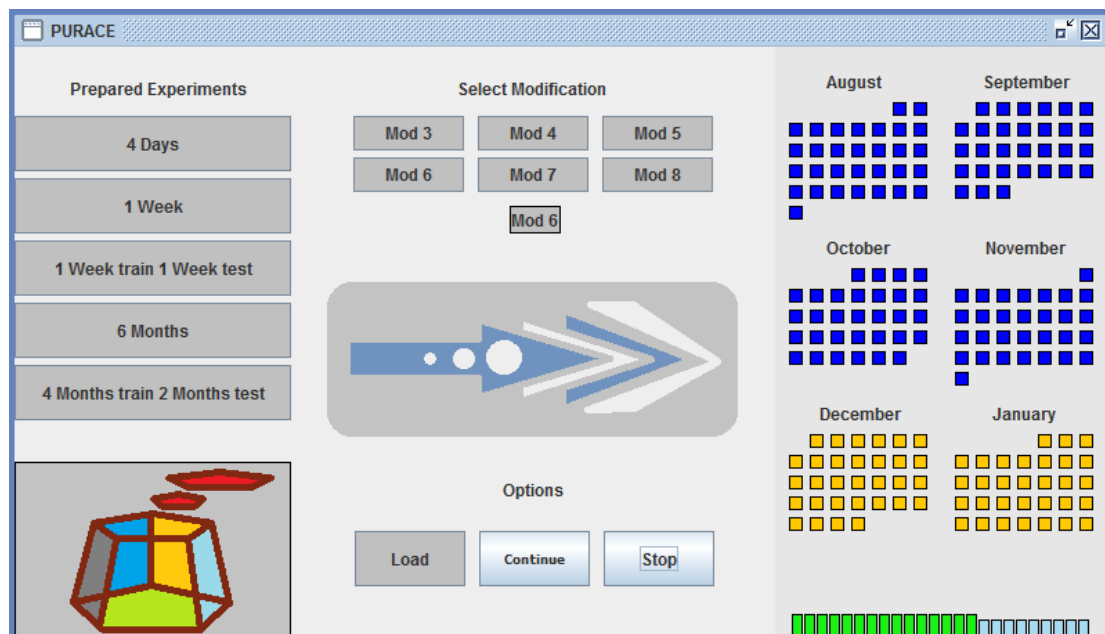 PURACE
Prepared Experiments
4 Days
1 Week
1 Week train 1 Week test
6 Months
4 Months train 2 Months test
Select Modification
Mod 3 Mod 4 Mod 5
Mod 6 Mod 7 Mod 8
Mod 6
Options
Load Continue Stop
August September
October November
December January